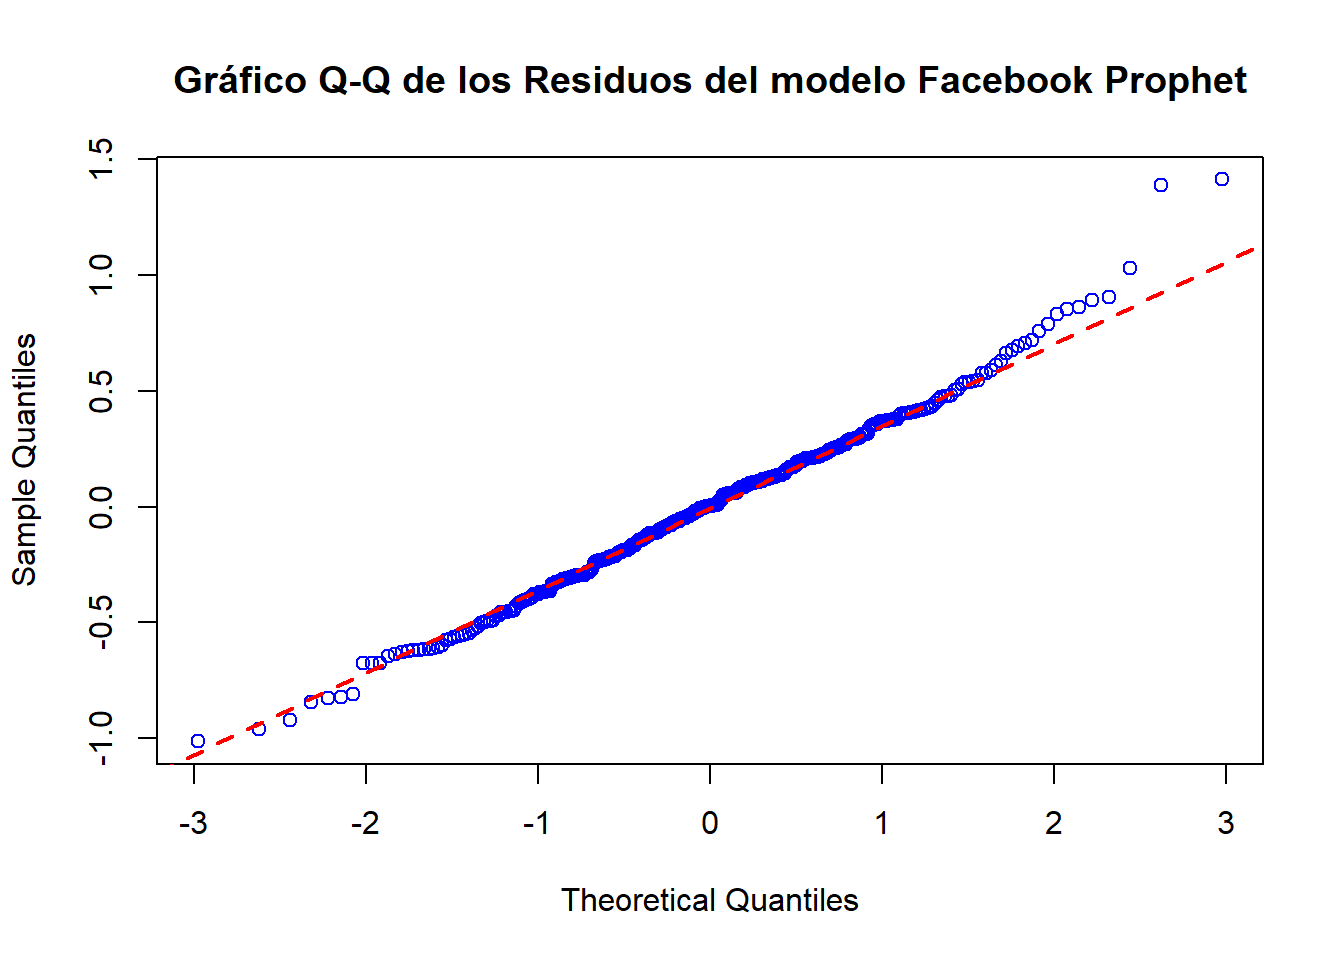 Gráfico Q-Q de los Residuos del modelo Facebook Prophet
Sample Quantiles
1.5
1.0
0.5
0.0
-0.5
-1.0
-3 -2 -1 0 1 2 3
Theoretical Quantiles